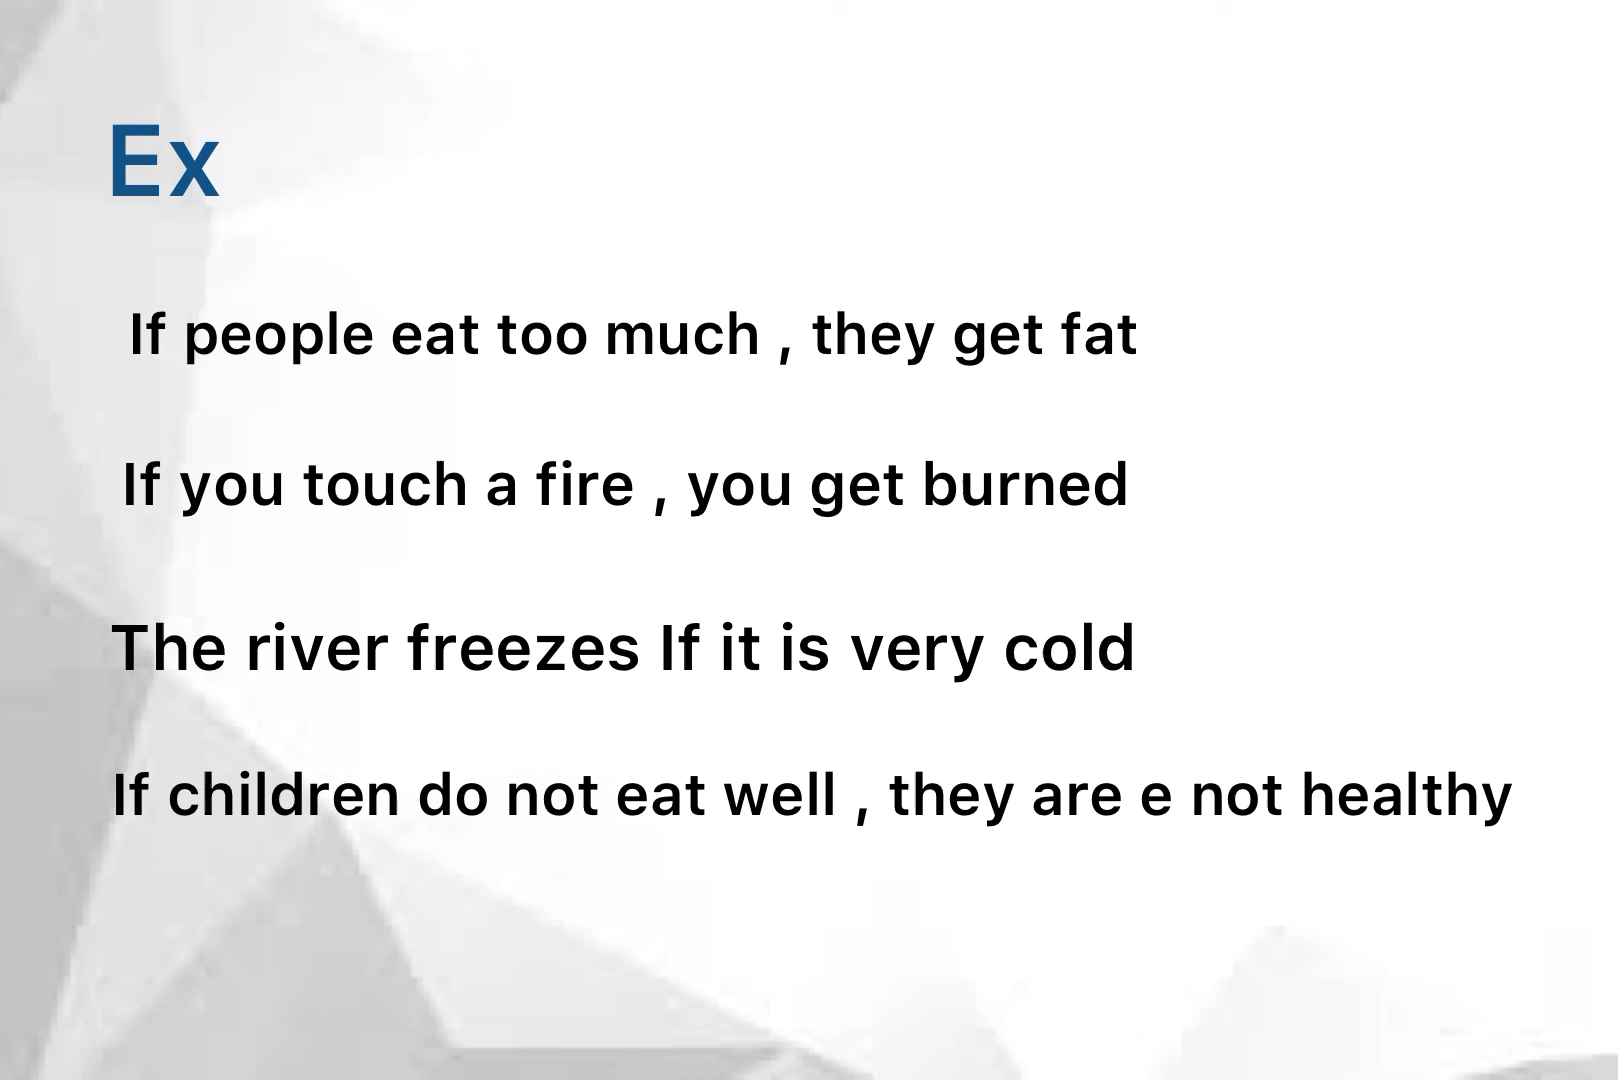 Ex
If people eat too much , they get fat
If you touch a fire , you get burned
The river freezes If it is very cold
If children do not eat well , they are e not healthy